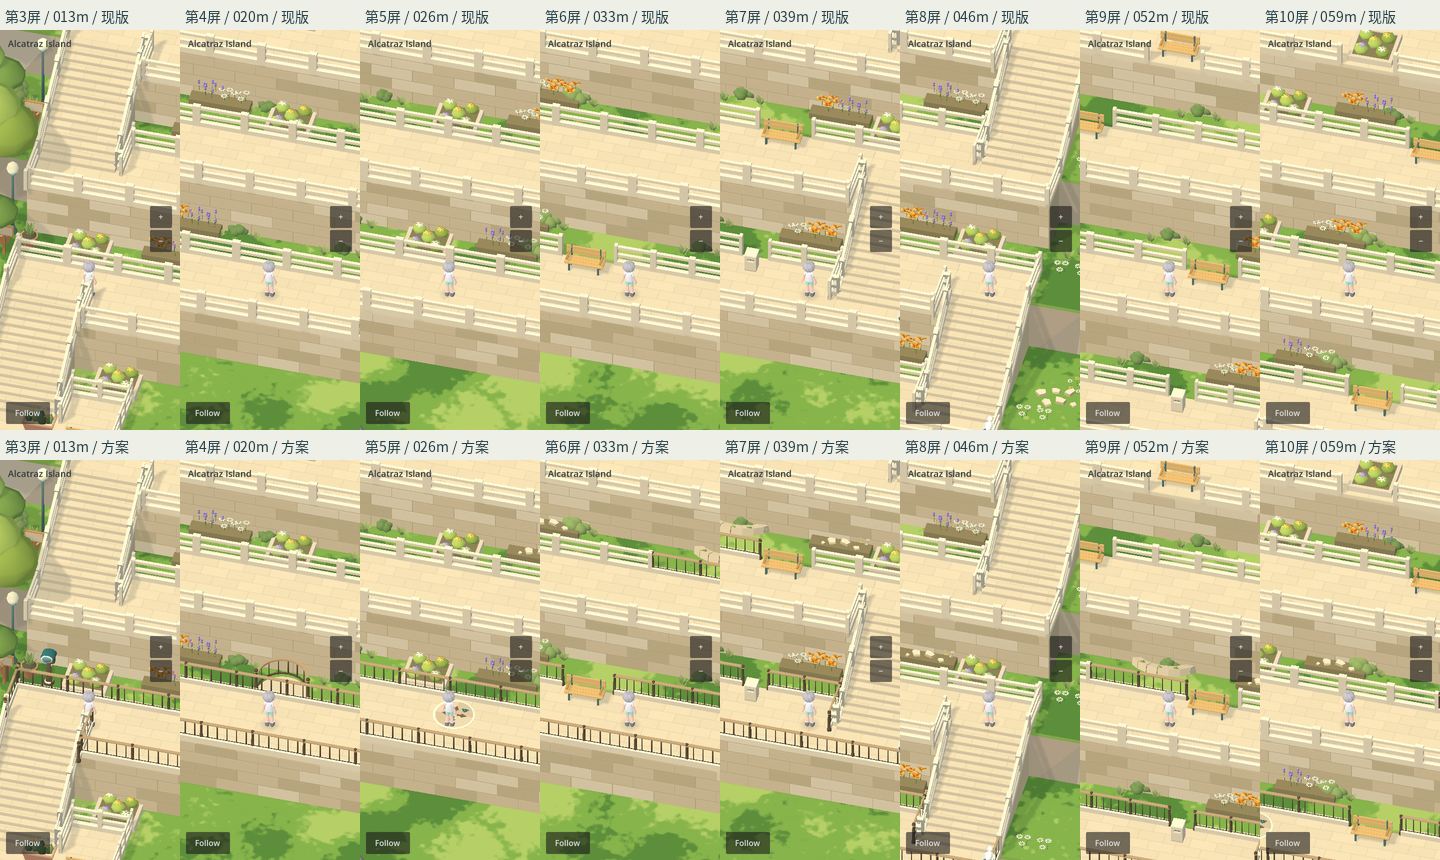 第3屏 / 013m / 现版
第4屏 / 020m / 现版
第5屏 / 026m / 现版
第6屏 / 033m / 现版
第7屏 / 039m / 现版
第8屏 / 046m / 现版
第9屏 / 052m / 现版
第10屏 / 059m / 现版
Alcatraz Island
Alcatraz Island
Alcatraz Island
Alcatraz Island
Alcatraz Island
Alcatraz Island
Alcatraz Island
Alcatraz Island
Follow
Follow
Follow
Follow
Follow
Follow
Follow
Follow
第3屏 / 013m / 方案
第4屏 / 020m / 方案
第5屏 / 026m / 方案
第6屏 / 033m / 方案
第7屏 / 039m / 方案
第8屏 / 046m / 方案
第9屏 / 052m / 方案
第10屏 / 059m / 方案
Alcatraz Island
Alcatraz Island
Alcatraz Island
Alcatraz Island
Alcatraz Island
Alcatraz Island
Alcatraz Island
Alcatraz Island
Follow
Follow
Follow
Follow
Follow
Follow
Follow
Follow